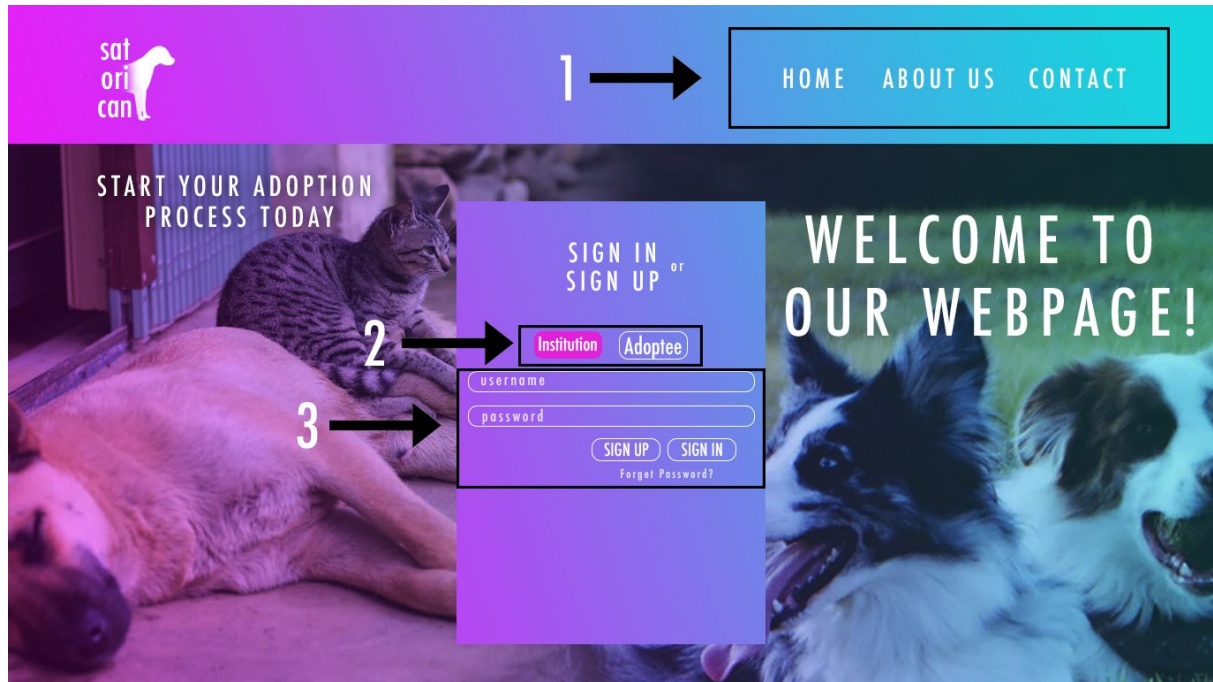 sat
ori
can
1
HOME ABOUT US CONTACT
START YOUR ADOPTION
PROCESS TODAY
SIGN IN
or
SIGN UP
WELCOME TO
OUR WEBPAGE!
2
Institution Adoptee
3
username
password
SIGN UP SIGN IN
Forget Password?